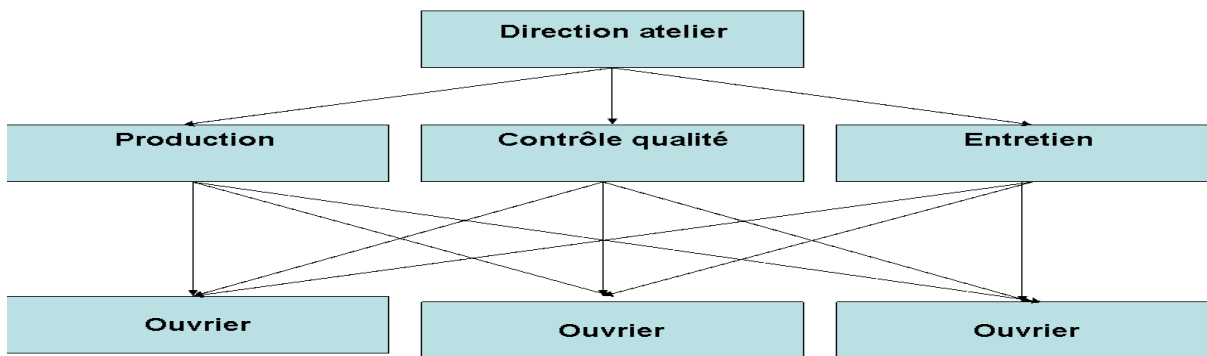 Direction atelier
Production
Contrôle qualité
Entretien
Ouvrier
Ouvrier
Ouvrier